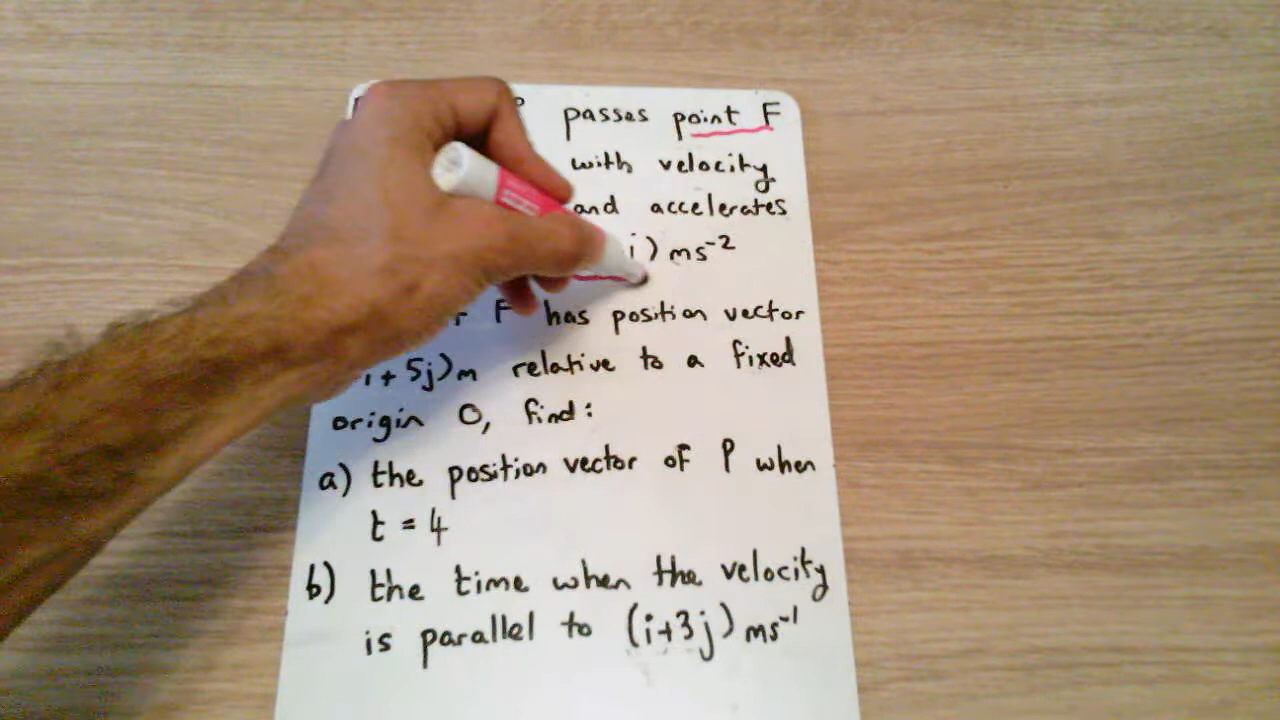 passes point F
with velocity
and accelerates
i) ms⁻²
F has position vector
i + 5j)m relative to a fixed
origin O, find:
a) the position vector of P when
t = 4
b) the time when the velocity
is parallel to (i+3j) ms⁻¹